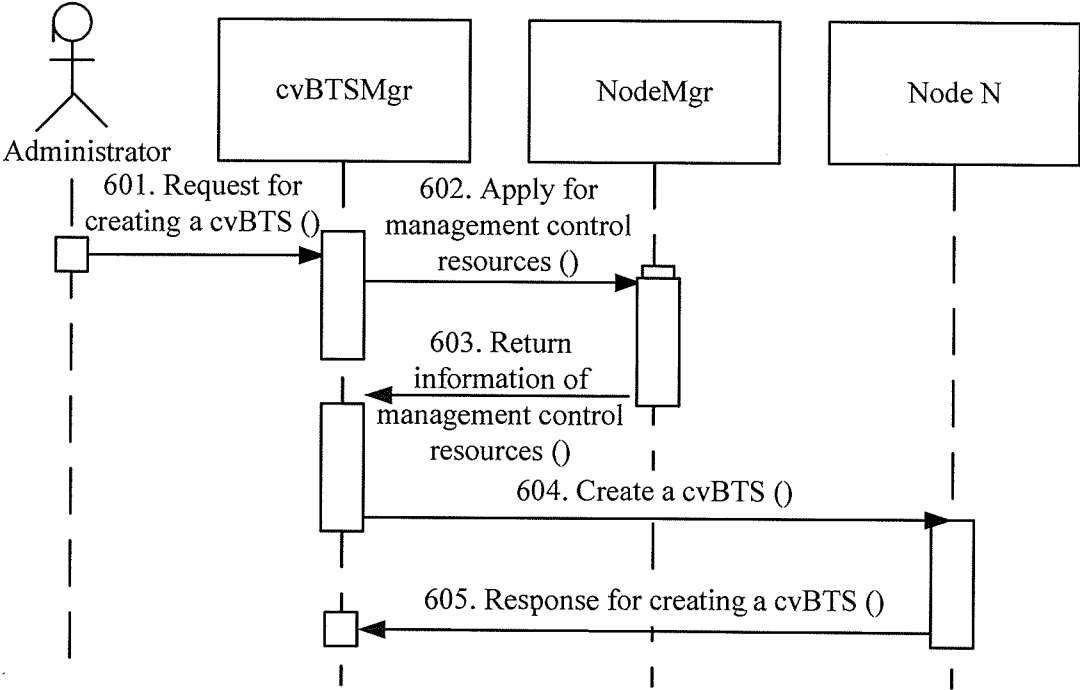 cvBTSMgr
NodeMgr
Node N
Administrator
601. Request for
creating a cvBTS ()
602. Apply for
management control
resources ()
603. Return
information of
management control
resources ()
604. Create a cvBTS ()
605. Response for creating a cvBTS ()